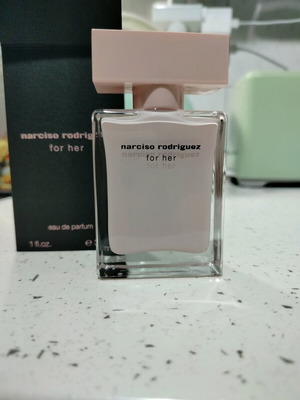 narciso rodriguez
for her
eau de parfum
1 fl.oz.
narciso rodriguez
for her